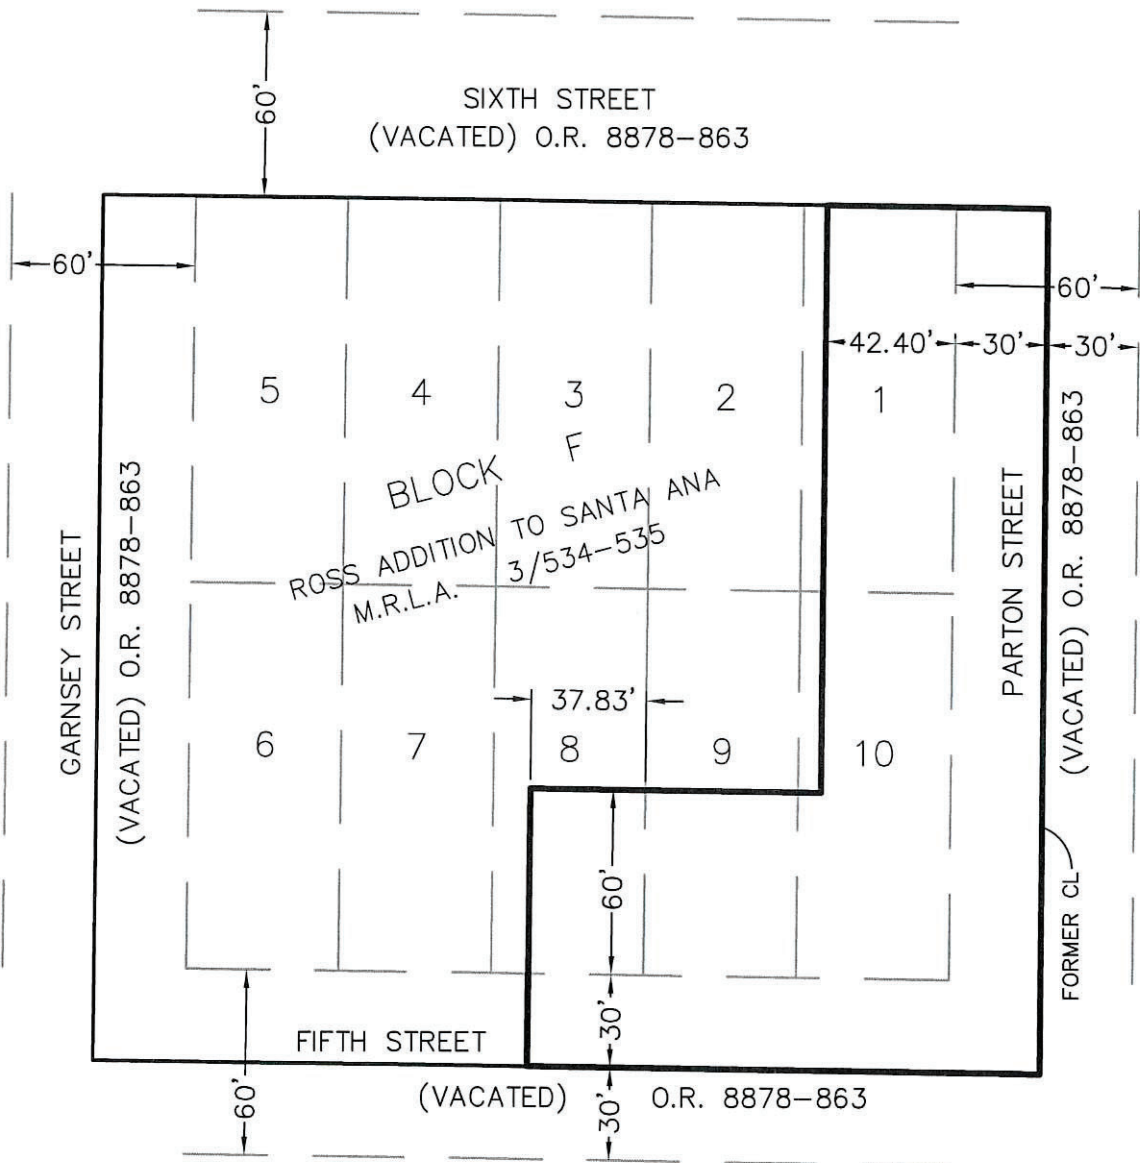 60'
SIXTH STREET
(VACATED) O.R. 8878-863
60'
60'
42.40'
30'
30'
5
4
3
2
1
BLOCK F
ROSS ADDITION TO SANTA ANA
M.R.L.A. 3/534-535
GARNSEY STREET
(VACATED) O.R. 8878-863
PARTON STREET
(VACATED) O.R. 8878-863
37.83'
6
7
8
9
10
60'
FORMER CL
30'
FIFTH STREET
60'
(VACATED) O.R. 8878-863
30'